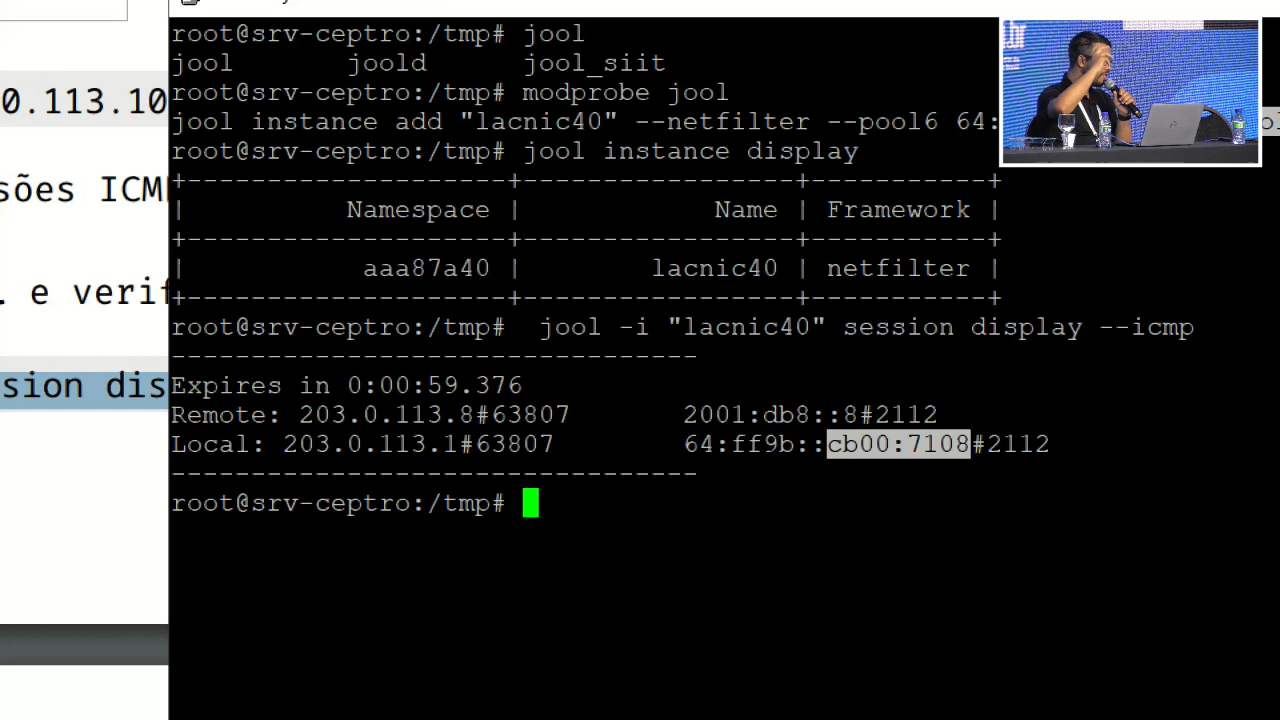 root@srv-ceptro:/tmp# jool
jool joold jool_siit
root@srv-ceptro:/tmp# modprobe jool
jool instance add "lacnic40" --netfilter --pool6 64:
root@srv-ceptro:/tmp# jool instance display
+--------------------+-----------------+-----------+
| Namespace | Name | Framework |
+--------------------+-----------------+-----------+
| aaa87a40 | lacnic40 | netfilter |
+--------------------+-----------------+-----------+
root@srv-ceptro:/tmp# jool -i "lacnic40" session display --icmp
---------------------------------
Expires in 0:00:59.376
Remote: 203.0.113.8#63807 2001:db8::8#2112
Local: 203.0.113.1#63807 64:ff9b::cb00:7108#2112
---------------------------------
root@srv-ceptro:/tmp#
0.113.10
sões ICM
. e verif
sion dis
.br